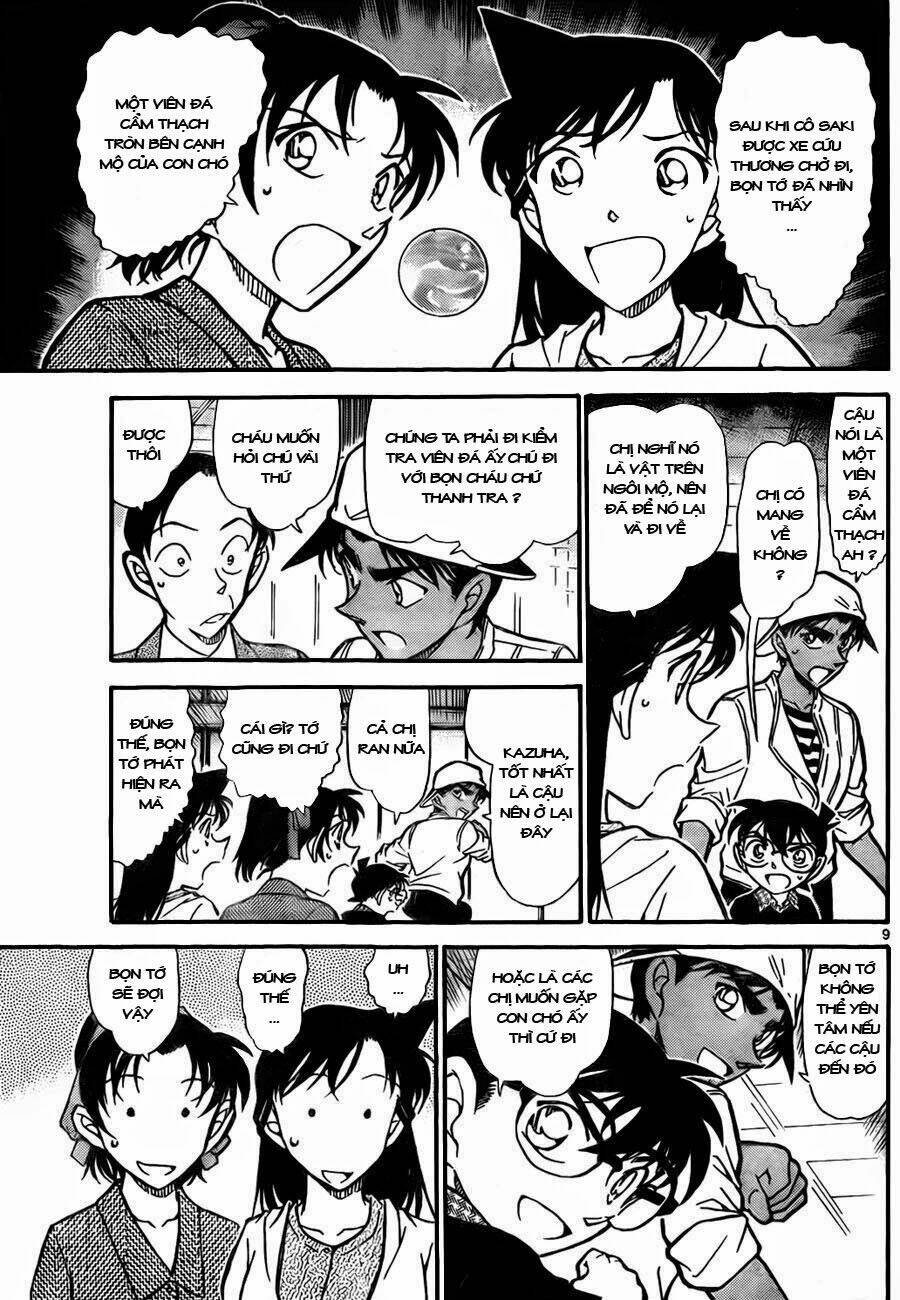 SAU KHI CÔ SAKI
ĐƯỢC XE CỨU
THƯƠNG CHỞ ĐI,
BỌN TỚ ĐÃ NHÌN
THẤY
...
MỘT VIÊN ĐÁ
CẨM THẠCH
TRÒN BÊN CẠNH
MỘ CỦA CON CHÓ
CẬU
NÓI LÀ
MỘT
VIÊN
ĐÁ
CẨM
THẠCH
AH ?
CHỊ CÓ
MANG
VỀ
KHÔNG
?
CHỊ NGHĨ NÓ
LÀ VẬT TRÊN
NGÔI MỘ, NÊN
ĐÃ ĐỂ NÓ LẠI
VÀ ĐI VỀ
CHÚNG TA PHẢI ĐI KIỂM
TRA VIÊN ĐÁ ẤY CHÚ ĐI
VỚI BỌN CHÁU CHỨ
THANH TRA ?
CHÁU MUỐN
HỎI CHÚ VÀI
THỨ
ĐƯỢC
THÔI
KAZUHA,
TỐT NHẤT
LÀ CẬU
NÊN Ở LẠI
ĐÂY
CẢ CHỊ
RAN NỮA
CÁI GÌ? TỚ
CŨNG ĐI CHỨ
ĐÚNG
THẾ, BỌN
TỚ PHÁT
HIỆN RA
MÀ
9
BỌN TỚ
KHÔNG
THỂ YÊN
TÂM NẾU
CÁC CẬU
ĐẾN ĐÓ
HOẶC LÀ CÁC
CHỊ MUỐN GẶP
CON CHÓ ẤY
THÌ CỨ ĐI
UH
...
ĐÚNG
THẾ
...
BỌN TỚ
SẼ ĐỢI
VẬY